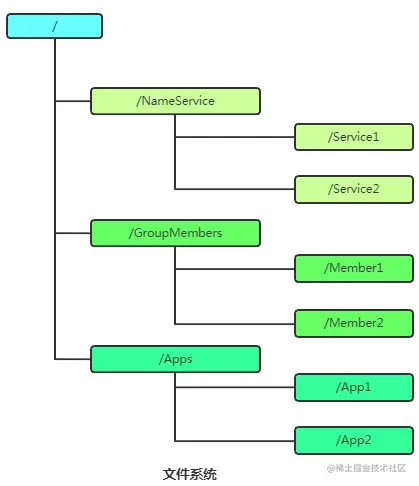 /
/NameService
/Service1
/Service2
/GroupMembers
/Member1
/Member2
/Apps
/App1
/App2
文件系统
@稀土掘金技术社区